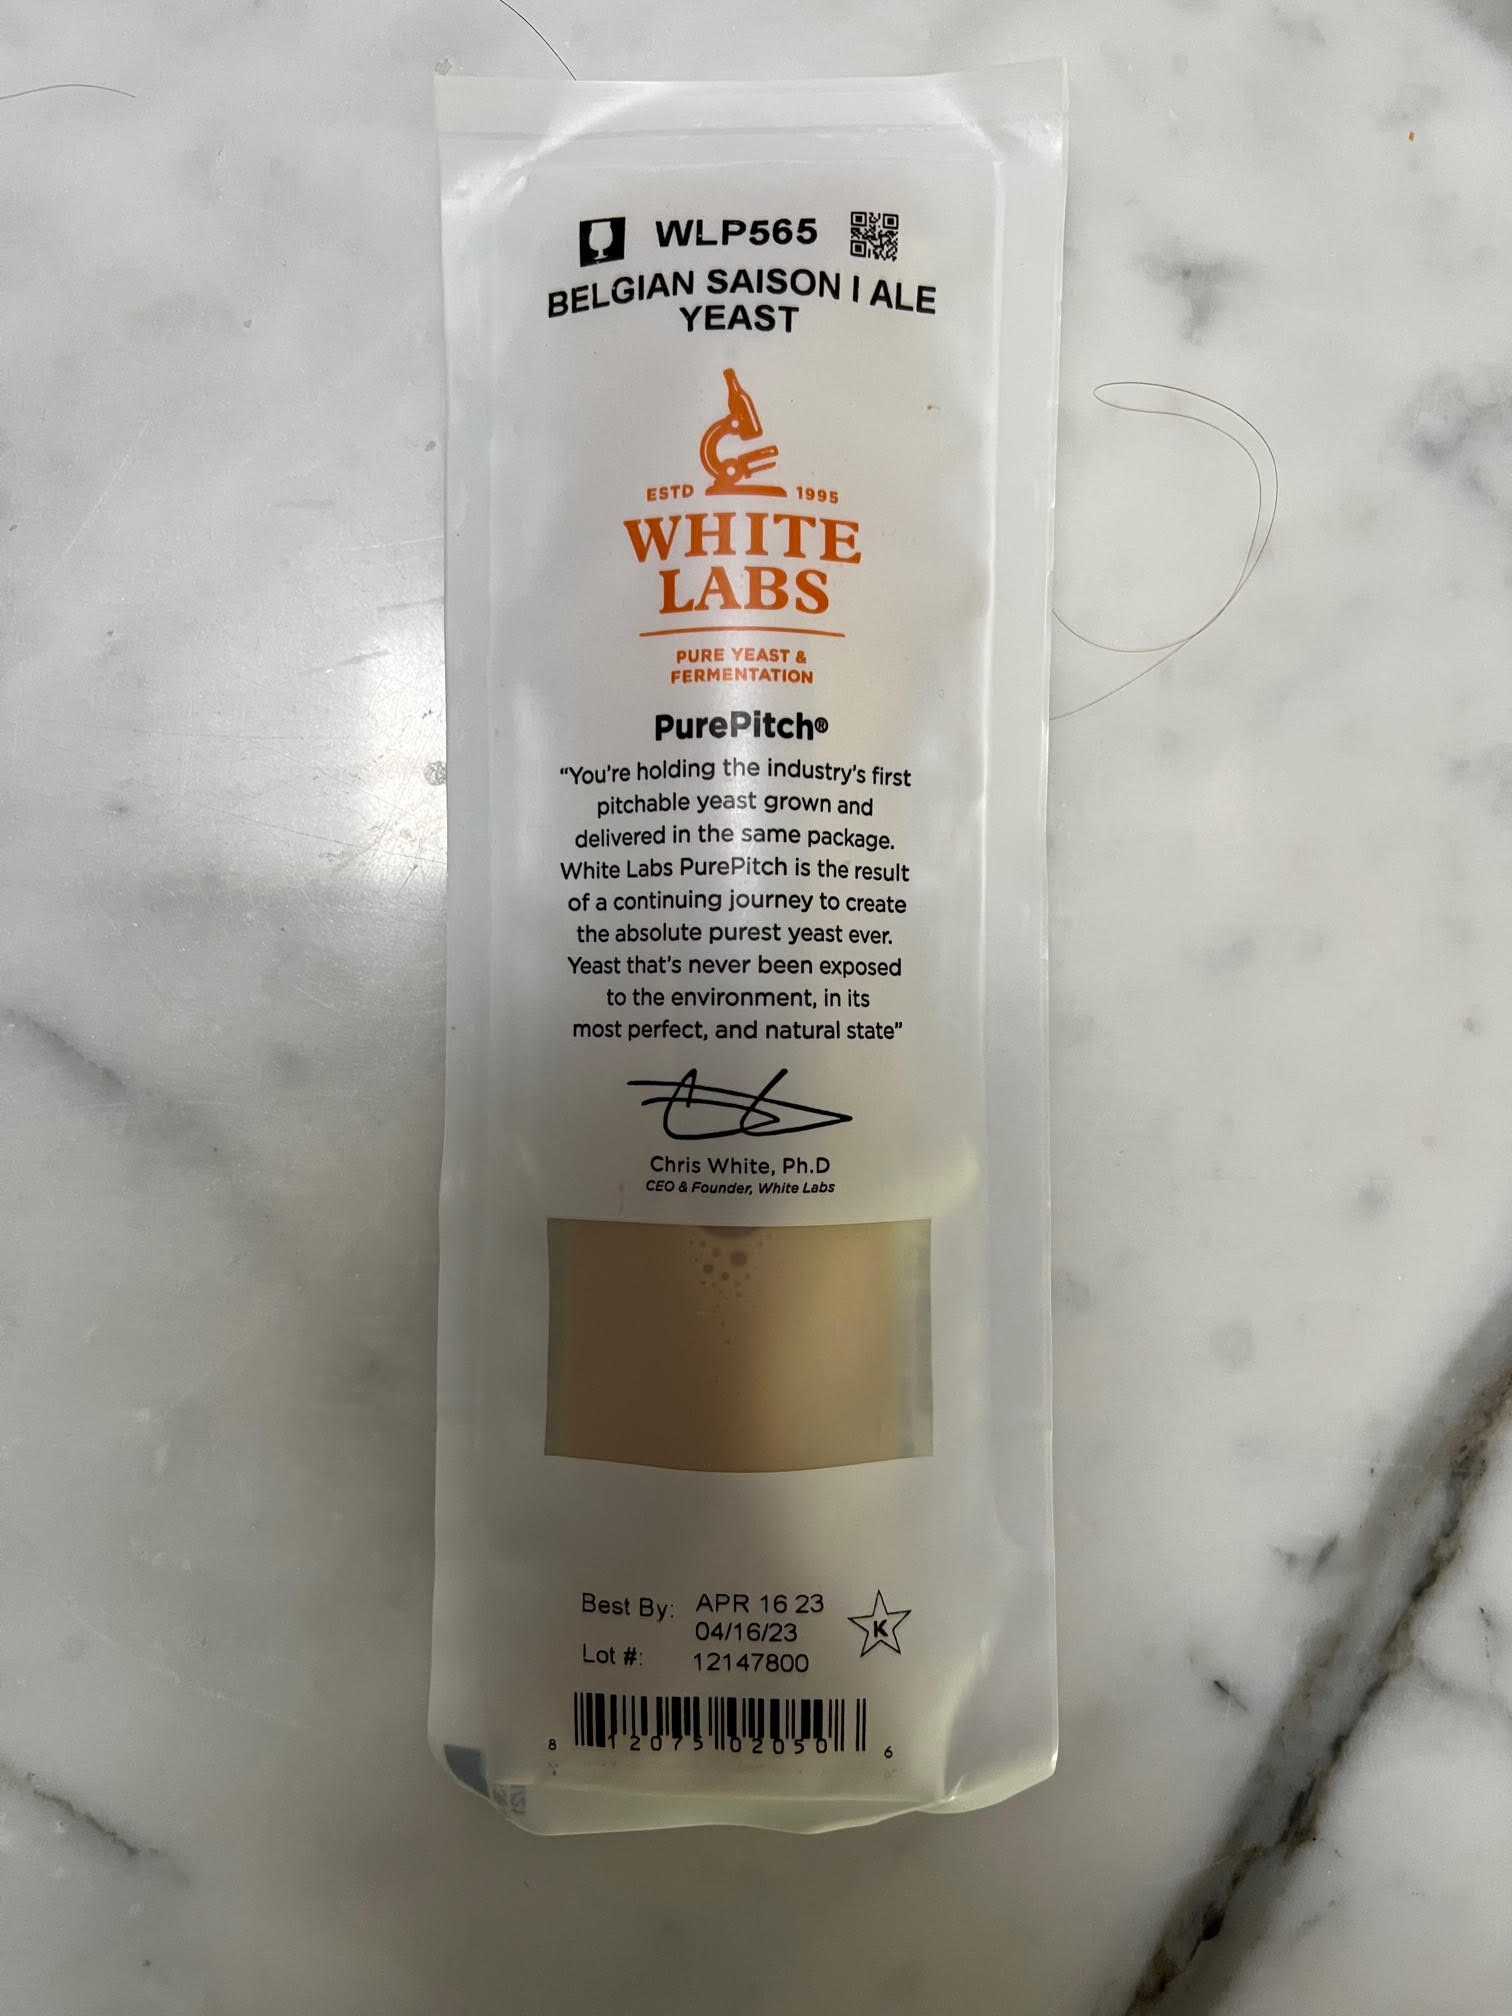 WLP565
BELGIAN SAISON I ALE
YEAST
ESTD 1995
WHITE
LABS
PURE YEAST &
FERMENTATION
PurePitch®
“You're holding the industry's first
pitchable yeast grown and
delivered in the same package.
White Labs PurePitch is the result
of a continuing journey to create
the absolute purest yeast ever.
Yeast that's never been exposed
to the environment, in its
most perfect, and natural state”
Chris White, Ph.D
CEO & Founder, White Labs
Best By: APR 16 23
04/16/23
K
Lot #: 12147800
8 12075 02050 6